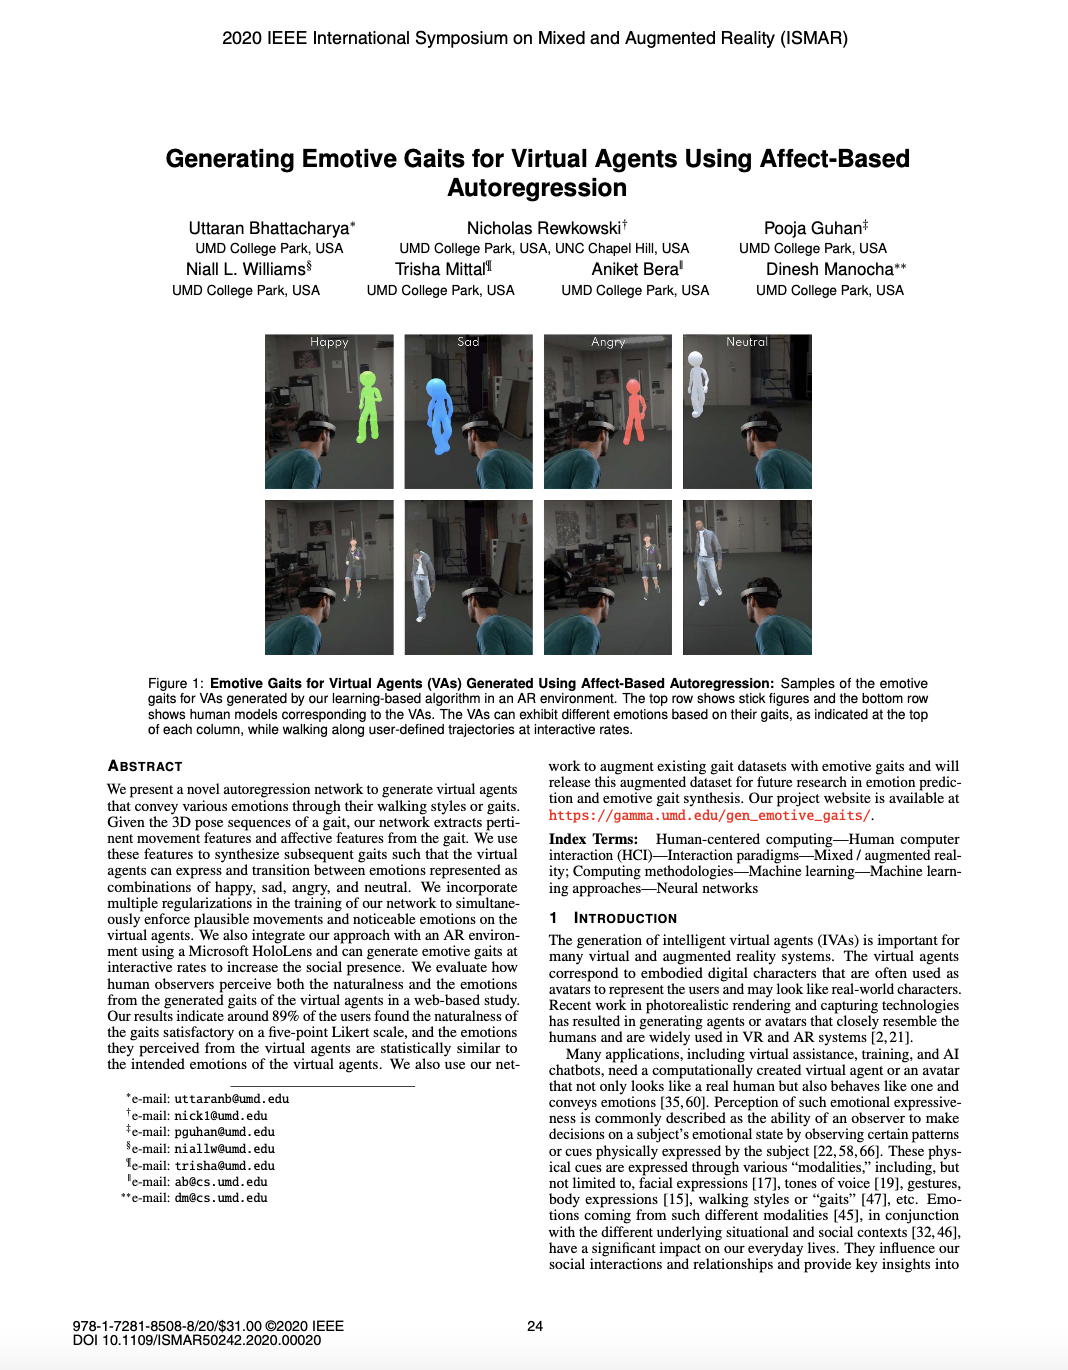 2020 IEEE International Symposium on Mixed and Augmented Reality (ISMAR)
Generating Emotive Gaits for Virtual Agents Using Affect-Based
Autoregression
Uttaran Bhattacharya* Nicholas Rewkowski† Pooja Guhan‡
UMD College Park, USA UMD College Park, USA, UNC Chapel Hill, USA UMD College Park, USA
Niall L. Williams§ Trisha Mittal¶ Aniket Bera‖ Dinesh Manocha**
UMD College Park, USA UMD College Park, USA UMD College Park, USA UMD College Park, USA
Happy Sad Angry Neutral
Figure 1: Emotive Gaits for Virtual Agents (VAs) Generated Using Affect-Based Autoregression: Samples of the emotive
gaits for VAs generated by our learning-based algorithm in an AR environment. The top row shows stick figures and the bottom row
shows human models corresponding to the VAs. The VAs can exhibit different emotions based on their gaits, as indicated at the top
of each column, while walking along user-defined trajectories at interactive rates.
ABSTRACT
We present a novel autoregression network to generate virtual agents
that convey various emotions through their walking styles or gaits.
Given the 3D pose sequences of a gait, our network extracts perti-
nent movement features and affective features from the gait. We use
these features to synthesize subsequent gaits such that the virtual
agents can express and transition between emotions represented as
combinations of happy, sad, angry, and neutral. We incorporate
multiple regularizations in the training of our network to simultane-
ously enforce plausible movements and noticeable emotions on the
virtual agents. We also integrate our approach with an AR environ-
ment using a Microsoft HoloLens and can generate emotive gaits at
interactive rates to increase the social presence. We evaluate how
human observers perceive both the naturalness and the emotions
from the generated gaits of the virtual agents in a web-based study.
Our results indicate around 89% of the users found the naturalness of
the gaits satisfactory on a five-point Likert scale, and the emotions
they perceived from the virtual agents are statistically similar to
the intended emotions of the virtual agents. We also use our net-
*e-mail: uttaranb@umd.edu
†e-mail: nick1@umd.edu
‡e-mail: pguhan@umd.edu
§e-mail: niallw@umd.edu
¶e-mail: trisha@umd.edu
‖e-mail: ab@cs.umd.edu
**e-mail: dm@cs.umd.edu
work to augment existing gait datasets with emotive gaits and will
release this augmented dataset for future research in emotion predic-
tion and emotive gait synthesis. Our project website is available at
https://gamma.umd.edu/gen_emotive_gaits/.
Index Terms: Human-centered computing—Human computer
interaction (HCI)—Interaction paradigms—Mixed / augmented real-
ity; Computing methodologies—Machine learning—Machine learn-
ing approaches—Neural networks
1 INTRODUCTION
The generation of intelligent virtual agents (IVAs) is important for
many virtual and augmented reality systems. The virtual agents
correspond to embodied digital characters that are often used as
avatars to represent the users and may look like real-world characters.
Recent work in photorealistic rendering and capturing technologies
has resulted in generating agents or avatars that closely resemble the
humans and are widely used in VR and AR systems [2,21].
Many applications, including virtual assistance, training, and AI
chatbots, need a computationally created virtual agent or an avatar
that not only looks like a real human but also behaves like one and
conveys emotions [35,60]. Perception of such emotional expressive-
ness is commonly described as the ability of an observer to make
decisions on a subject's emotional state by observing certain patterns
or cues physically expressed by the subject [22,58,66]. These phys-
ical cues are expressed through various “modalities,” including, but
not limited to, facial expressions [17], tones of voice [19], gestures,
body expressions [15], walking styles or “gaits” [47], etc. Emo-
tions coming from such different modalities [45], in conjunction
with the different underlying situational and social contexts [32,46],
have a significant impact on our everyday lives. They influence our
social interactions and relationships and provide key insights into
978-1-7281-8508-8/20/$31.00 ©2020 IEEE
DOI 10.1109/ISMAR50242.2020.00020
24